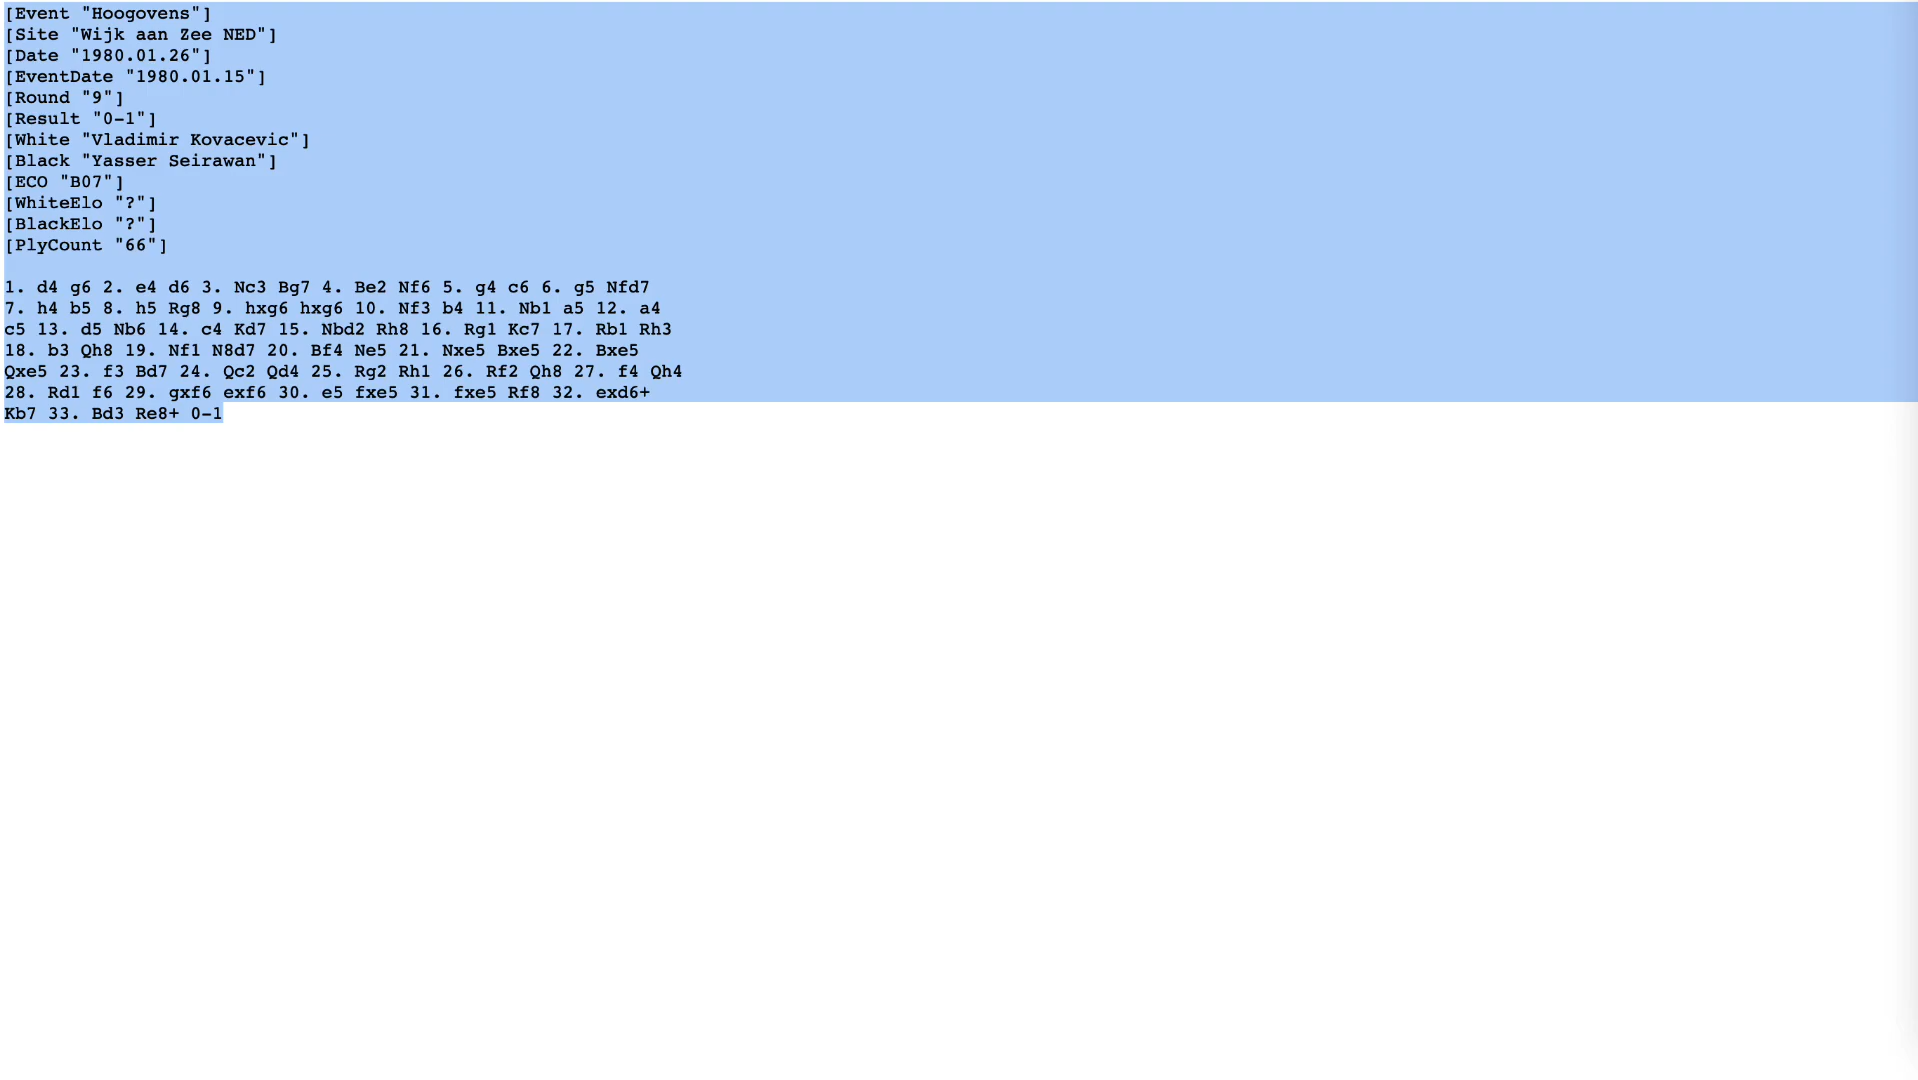 [Event "Hoogovens"]
[Site "Wijk aan Zee NED"]
[Date "1980.01.26"]
[EventDate "1980.01.15"]
[Round "9"]
[Result "0-1"]
[White "Vladimir Kovacevic"]
[Black "Yasser Seirawan"]
[ECO "B07"]
[WhiteElo "?"]
[BlackElo "?"]
[PlyCount "66"]

1. d4 g6 2. e4 d6 3. Nc3 Bg7 4. Be2 Nf6 5. g4 c6 6. g5 Nfd7
7. h4 b5 8. h5 Rg8 9. hxg6 hxg6 10. Nf3 b4 11. Nb1 a5 12. a4
c5 13. d5 Nb6 14. c4 Kd7 15. Nbd2 Rh8 16. Rg1 Kc7 17. Rb1 Rh3
18. b3 Qh8 19. Nf1 N8d7 20. Bf4 Ne5 21. Nxe5 Bxe5 22. Bxe5
Qxe5 23. f3 Bd7 24. Qc2 Qd4 25. Rg2 Rh1 26. Rf2 Qh8 27. f4 Qh4
28. Rd1 f6 29. gxf6 exf6 30. e5 fxe5 31. fxe5 Rf8 32. exd6+
Kb7 33. Bd3 Re8+ 0-1